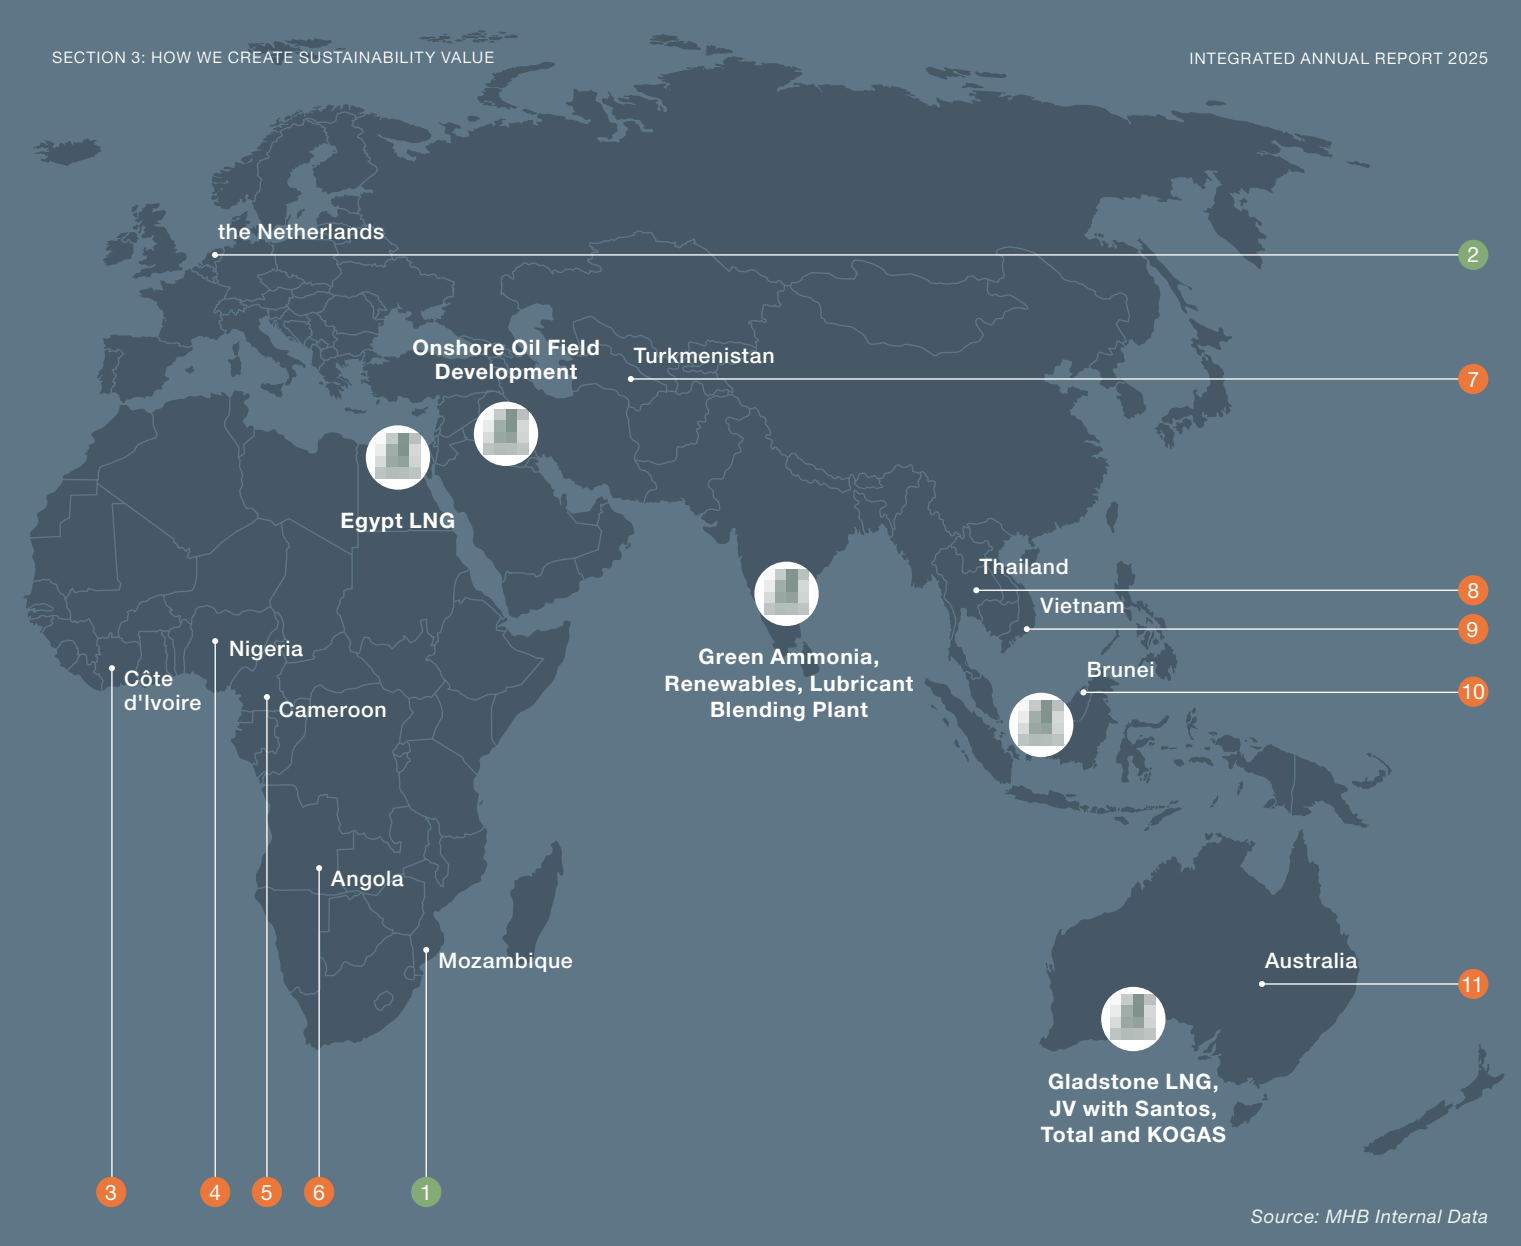 SECTION 3: HOW WE CREATE SUSTAINABILITY VALUE
INTEGRATED ANNUAL REPORT 2025
the Netherlands
2
Onshore Oil Field
Development
Turkmenistan
7
Egypt LNG
Thailand
8
Vietnam
9
Green Ammonia,
Renewables, Lubricant
Blending Plant
Brunei
10
Nigeria
Côte
d'Ivoire
Cameroon
Angola
Mozambique
Australia
11
Gladstone LNG,
JV with Santos,
Total and KOGAS
3
4
5
6
1
Source: MHB Internal Data